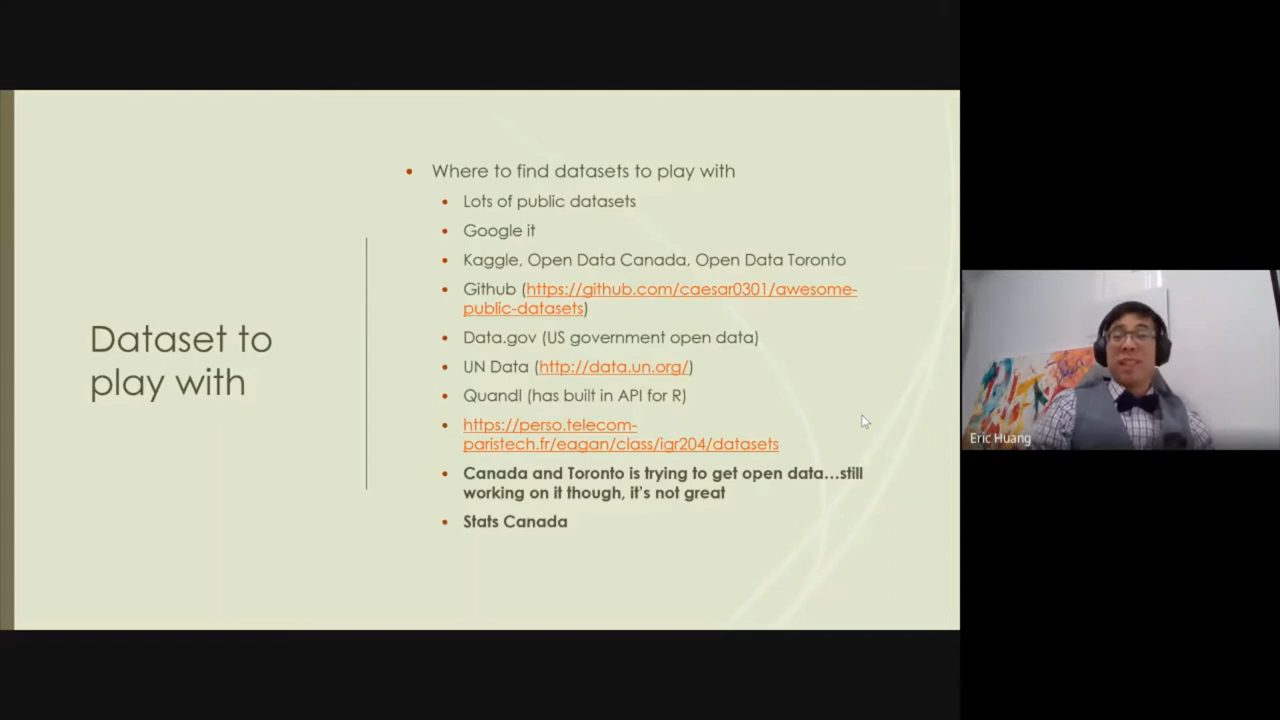 Dataset to
play with
Where to find datasets to play with
Lots of public datasets
Google it
Kaggle, Open Data Canada, Open Data Toronto
Github (https://github.com/caesar0301/awesome-
public-datasets)
Data.gov (US government open data)
UN Data (http://data.un.org/)
Quandl (has built in API for R)
https://perso.telecom-
paristech.fr/eagan/class/igr204/datasets
Canada and Toronto is trying to get open data...still
working on it though, it's not great
Stats Canada
Eric Huang